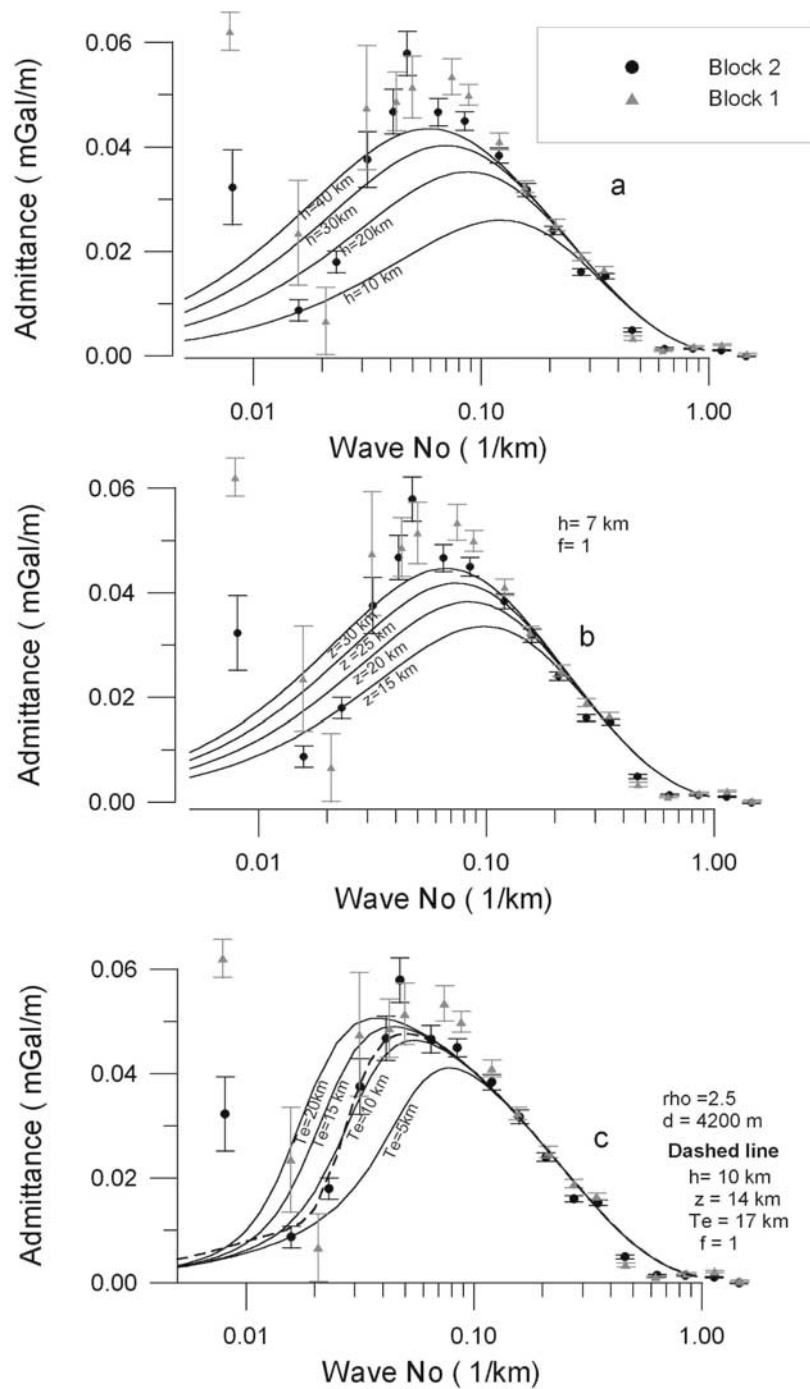 0.06
0.04
0.02
0.00
Admittance ( mGal/m)
Block 2
Block 1
a
h=40 km
h=30km
h=20km
h=10 km
0.01 0.10 1.00
Wave No ( 1/km)
0.06
0.04
0.02
0.00
Admittance ( mGal/m)
h= 7 km
f= 1
b
z=30 km
z =25 km
z=20 km
z=15 km
0.01 0.10 1.00
Wave No ( 1/km)
0.06
0.04
0.02
0.00
Admittance ( mGal/m)
Te=20km
Te=15 km
Te=10 km
Te=5km
c
rho =2.5
d = 4200 m
Dashed line
h= 10 km
z = 14 km
Te = 17 km
f = 1
0.01 0.10 1.00
Wave No ( 1/km)